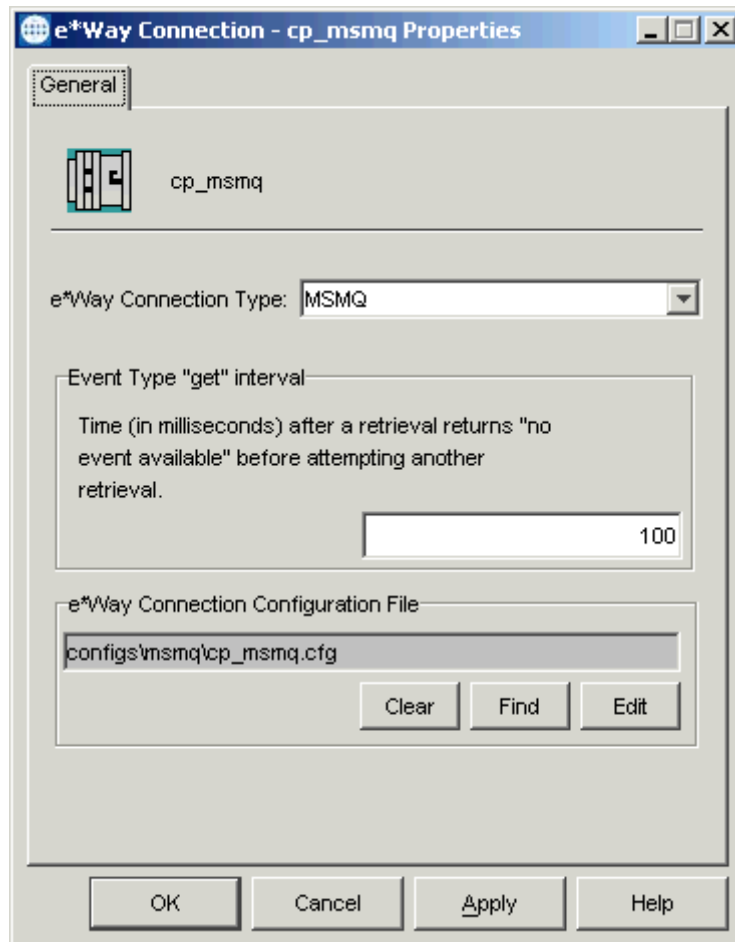 e*Way Connection - cp_msmq Properties
General
cp_msmq
e*Way Connection Type: MSMQ
Event Type "get" interval
Time (in milliseconds) after a retrieval returns "no
event available" before attempting another
retrieval.
100
e*Way Connection Configuration File
configs\msmq\cp_msmq.cfg
Clear Find Edit
OK Cancel Apply Help